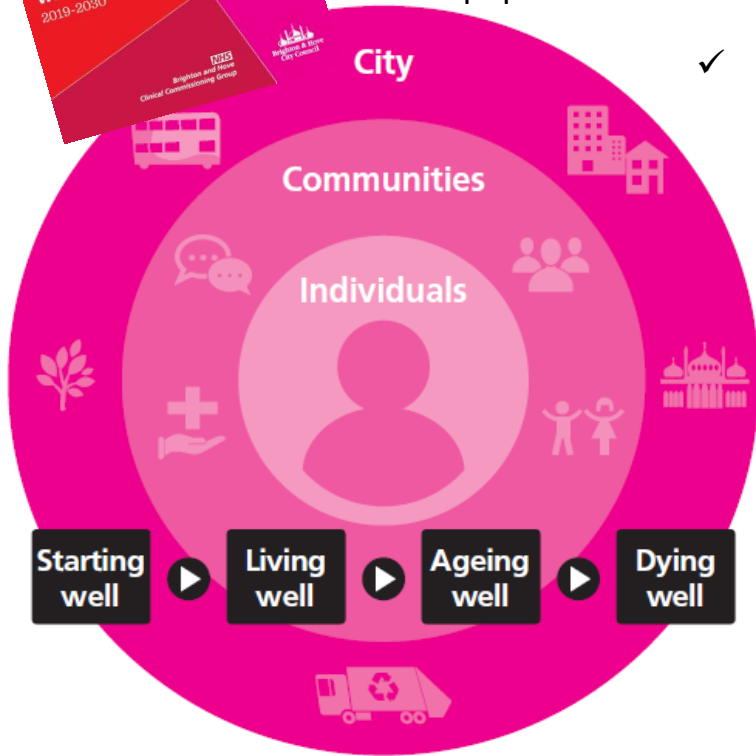 2019-2030
NHS
Brighton and Hove
Clinical Commissioning Group
Brighton & Hove
City Council
City
✓
Communities
Individuals
Starting
well
Living
well
Ageing
well
Dying
well